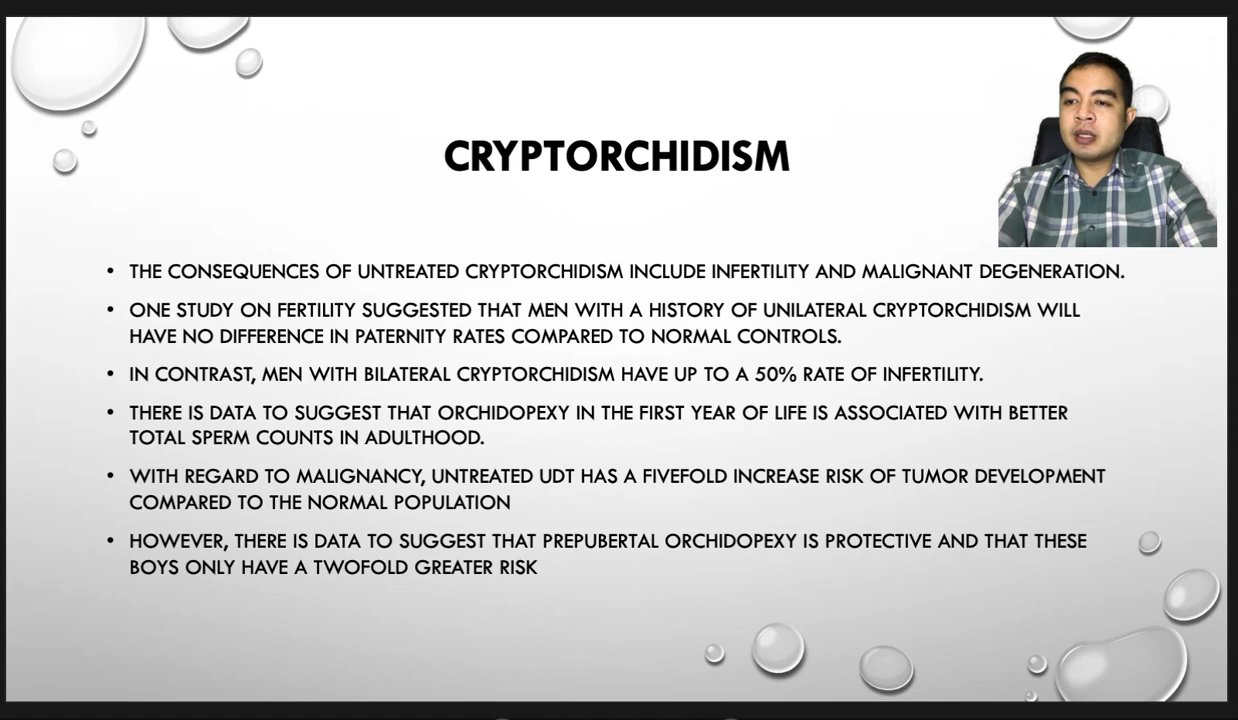 CRYPTORCHIDISM
• THE CONSEQUENCES OF UNTREATED CRYPTORCHIDISM INCLUDE INFERTILITY AND MALIGNANT DEGENERATION.
• ONE STUDY ON FERTILITY SUGGESTED THAT MEN WITH A HISTORY OF UNILATERAL CRYPTORCHIDISM WILL
HAVE NO DIFFERENCE IN PATERNITY RATES COMPARED TO NORMAL CONTROLS.
• IN CONTRAST, MEN WITH BILATERAL CRYPTORCHIDISM HAVE UP TO A 50% RATE OF INFERTILITY.
• THERE IS DATA TO SUGGEST THAT ORCHIDOPEXY IN THE FIRST YEAR OF LIFE IS ASSOCIATED WITH BETTER
TOTAL SPERM COUNTS IN ADULTHOOD.
• WITH REGARD TO MALIGNANCY, UNTREATED UDT HAS A FIVEFOLD INCREASE RISK OF TUMOR DEVELOPMENT
COMPARED TO THE NORMAL POPULATION
• HOWEVER, THERE IS DATA TO SUGGEST THAT PREPUBERTAL ORCHIDOPEXY IS PROTECTIVE AND THAT THESE
BOYS ONLY HAVE A TWOFOLD GREATER RISK